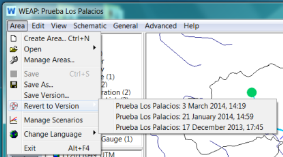 WEAP: Prueba Los Palacios
Area Edit View Schematic General Advanced Help
Create Area... Ctrl+N
Open
Manage Areas...
Save Ctrl+S
Save As...
Save Version...
Revert to Version
Prueba Los Palacios: 3 March 2014, 14:19
Prueba Los Palacios: 21 January 2014, 14:59
Prueba Los Palacios: 17 December 2013, 17:45
Manage Scenarios
Change Language
Exit Alt+F4
(1)
(2)
(1)
Gauge (1)